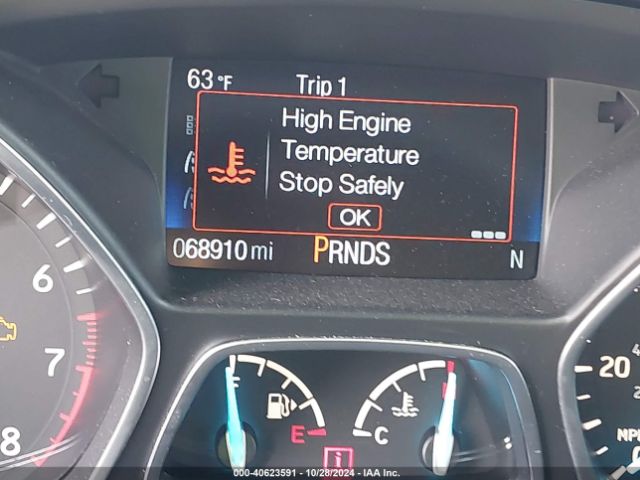 63°F Trip 1
High Engine
Temperature
Stop Safely
OK
068910 mi PRNDS N
6
7
8
20
MPH
F
E
C
H
i
000-40623591 - 10/28/2024 - IAA Inc.